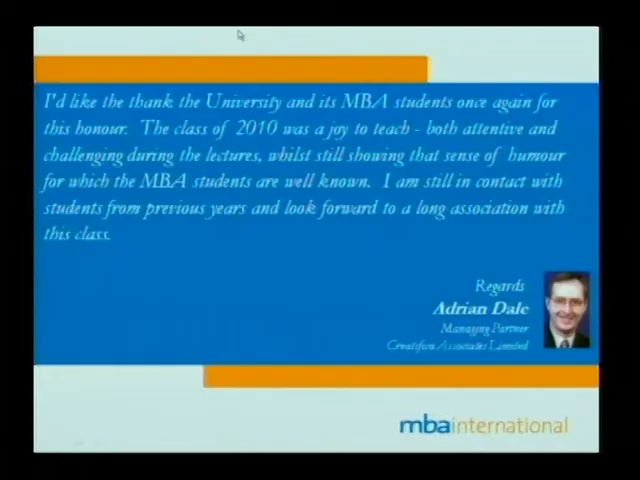 I'd like the thank the University and its MBA students once again for
this honour. The class of 2010 was a joy to teach - both attentive and
challenging during the lectures, whilst still showing that sense of humour
for which the MBA students are well known. I am still in contact with
students from previous years and look forward to a long association with
this class.
Regards
Adrian Dale
Managing Partner
Creatifica Associates Limited
mbainternational